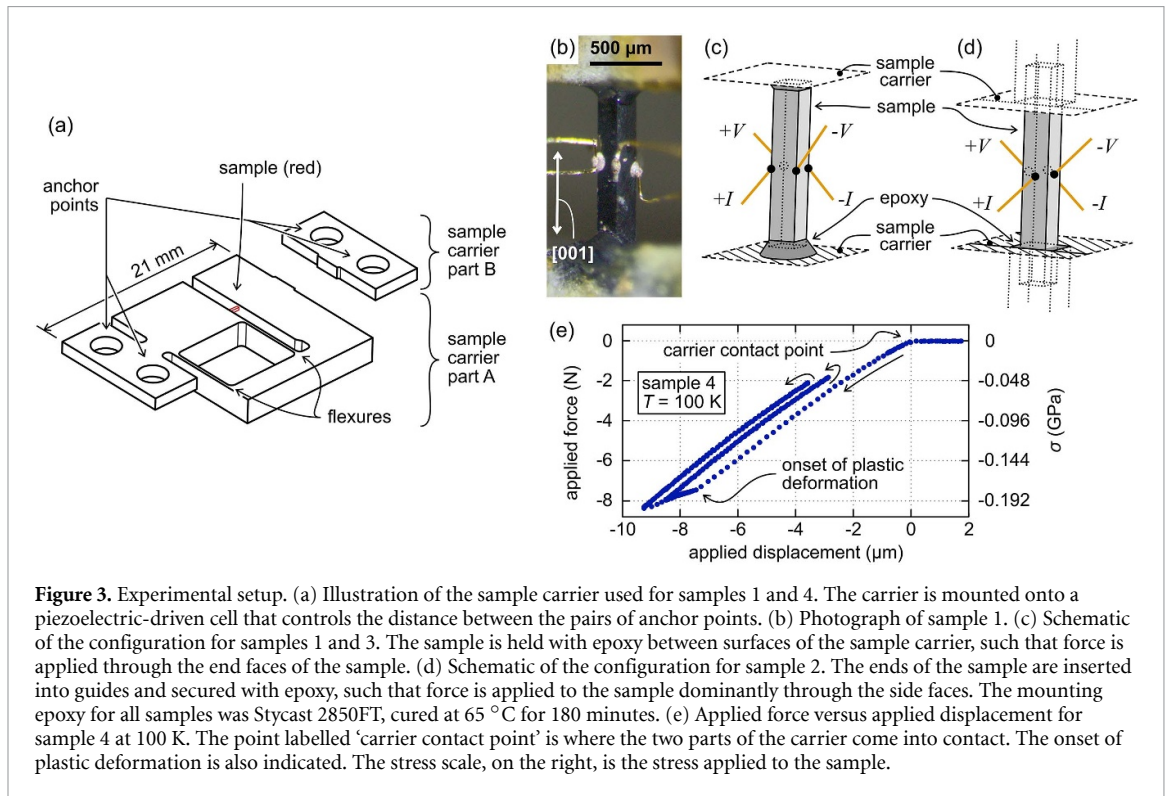 (a)
sample (red)
anchor
points
21 mm
sample
carrier
part B
sample
carrier
part A
flexures
(b)
500 µm
[001]
(c)
(d)
sample
carrier
sample
+V
-V
+V
-V
+I
-I
+I
-I
epoxy
sample
carrier
(e)
carrier contact point
sample 4
T = 100 K
onset of plastic
deformation
applied force (N)
0
-2
-4
-6
-8
0
-0.048
-0.096
-0.144
-0.192
σ (GPa)
-10
-8
-6
-4
-2
0
2
applied displacement (µm)
Figure 3. Experimental setup. (a) Illustration of the sample carrier used for samples 1 and 4. The carrier is mounted onto a
piezoelectric-driven cell that controls the distance between the pairs of anchor points. (b) Photograph of sample 1. (c) Schematic
of the configuration for samples 1 and 3. The sample is held with epoxy between surfaces of the sample carrier, such that force is
applied through the end faces of the sample. (d) Schematic of the configuration for sample 2. The ends of the sample are inserted
into guides and secured with epoxy, such that force is applied to the sample dominantly through the side faces. The mounting
epoxy for all samples was Stycast 2850FT, cured at 65 °C for 180 minutes. (e) Applied force versus applied displacement for
sample 4 at 100 K. The point labelled ‘carrier contact point’ is where the two parts of the carrier come into contact. The onset of
plastic deformation is also indicated. The stress scale, on the right, is the stress applied to the sample.